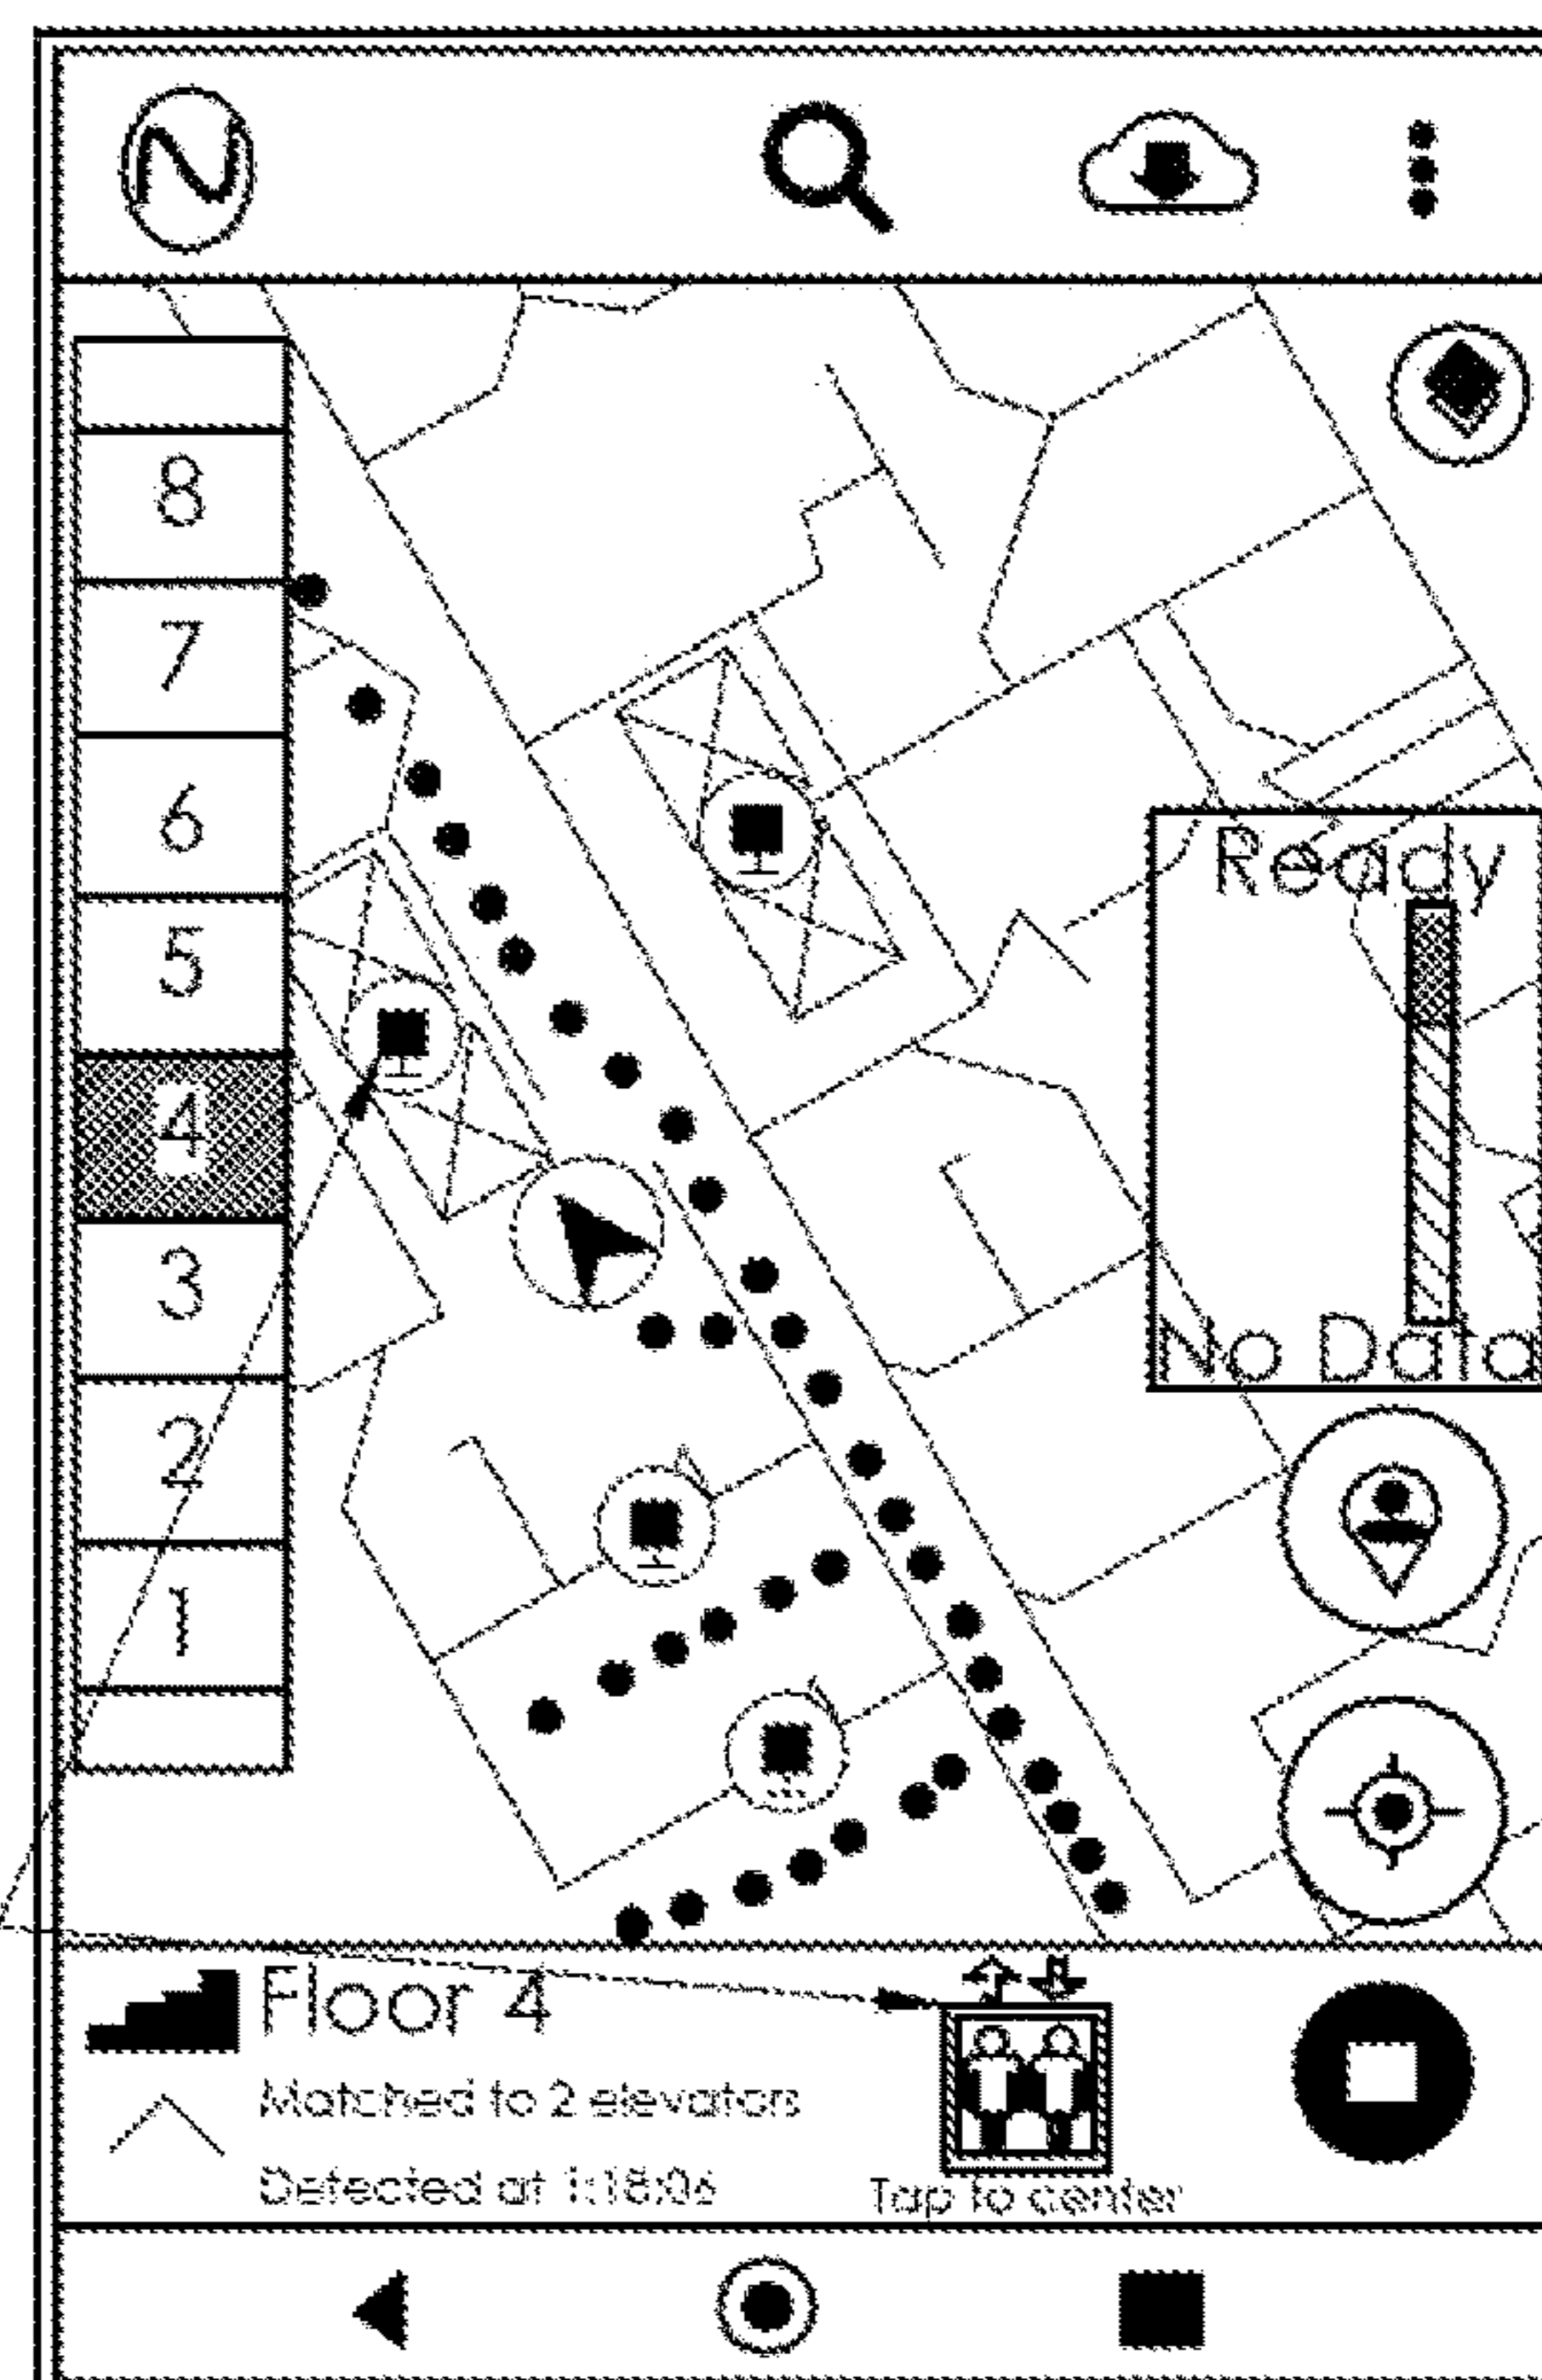 8
7
6
5
4
3
2
1
Ready
No Data
Floor 4
Matched to 2 elevators
Detected at 1:18:06
Tap to center